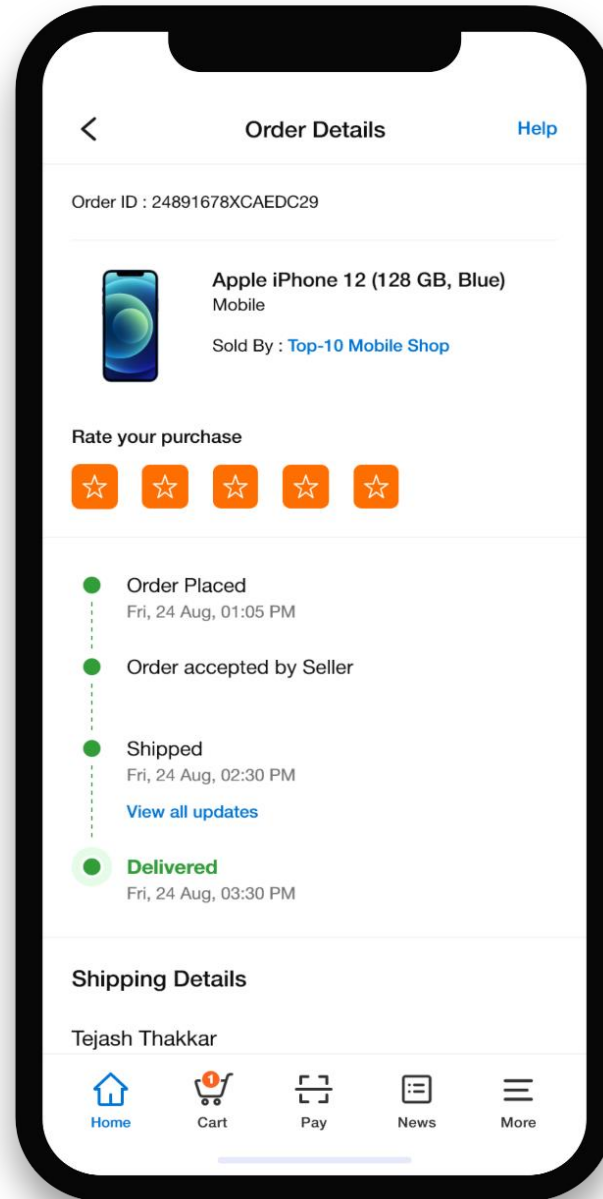 Order Details
Help
Order ID : 24891678XCAEDC29
Apple iPhone 12 (128 GB, Blue)
Mobile
Sold By : Top-10 Mobile Shop
Rate your purchase
Order Placed
Fri, 24 Aug, 01:05 PM
Order accepted by Seller
Shipped
Fri, 24 Aug, 02:30 PM
View all updates
Delivered
Fri, 24 Aug, 03:30 PM
Shipping Details
Tejash Thakkar
1
Home Cart Pay News More